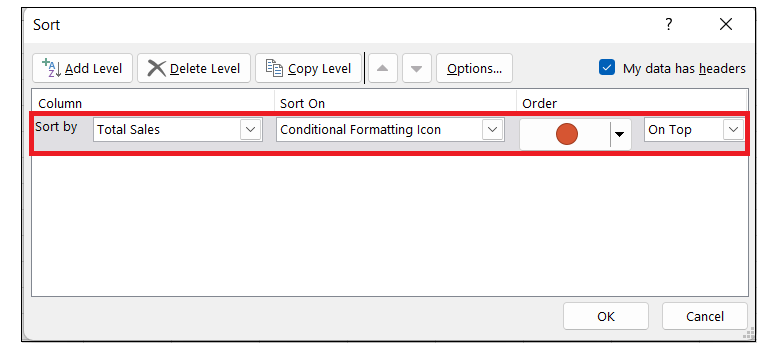 Sort ? ✕
Add Level Delete Level Copy Level Options... My data has headers
Column Sort On Order
Sort by Total Sales Conditional Formatting Icon On Top
OK Cancel